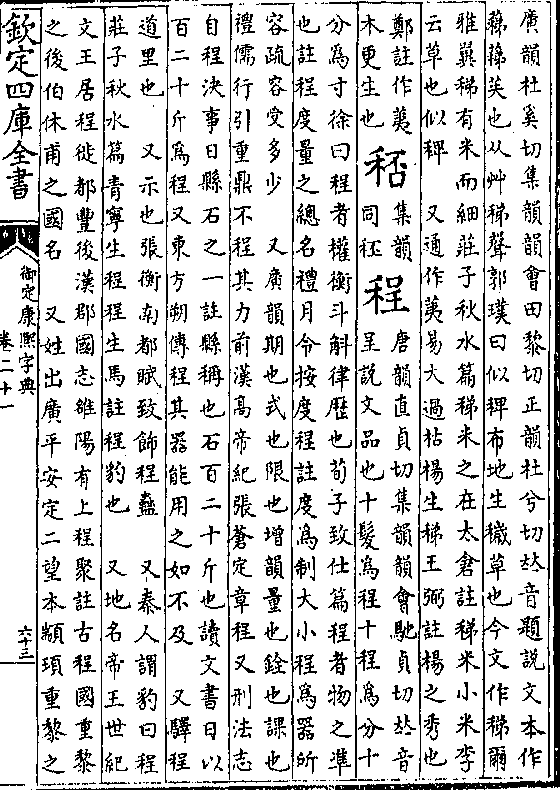 廣韻杜奚切集韻韻會田黎切正韻杜兮切𠀤音題說文本作
蕛蕛苵也从艸稊聲郭璞曰似稗布地生穢草也今文作稊爾
雅虉稊有米而細莊子秋水篇稊米之在太倉註稊米小米李
云草也似稗 又通作荑易大過枯楊生稊王弼註楊之秀也
鄭註作荑 集韻 唐韻直貞切集韻韻會馳貞切𠀤音
木更生也 䅭 同秠 程 呈說文品也十髮爲程十程爲分十
分爲寸徐曰程者權衡斗斛律歷也荀子致仕篇程者物之準
也註程度量之總名禮月令按度程註度爲制大小程爲器所
容疏容受多少 又廣韻期也式也限也增韻量也銓也課也
禮儒行引重鼎不程其力前漢高帝紀張蒼定章程又刑法志
自程決事日縣石之一註縣稱也石百二十斤也讀文書日以
百二十斤爲程又東方朔傳程其器能用之如不及 又驛程
道里也 又示也張衡南都賦致飾程蠱 又秦人謂豹曰程
莊子秋水篇青寧生程程生馬註程豹也 又地名帝王世紀
文王居程徙都豐後漢郡國志雒陽有上程聚註古程國重黎
之後伯休甫之國名 又姓出廣平安定二望本顓頊重黎之
欽定四庫全書
御定康熙字典
卷二十一
六十三